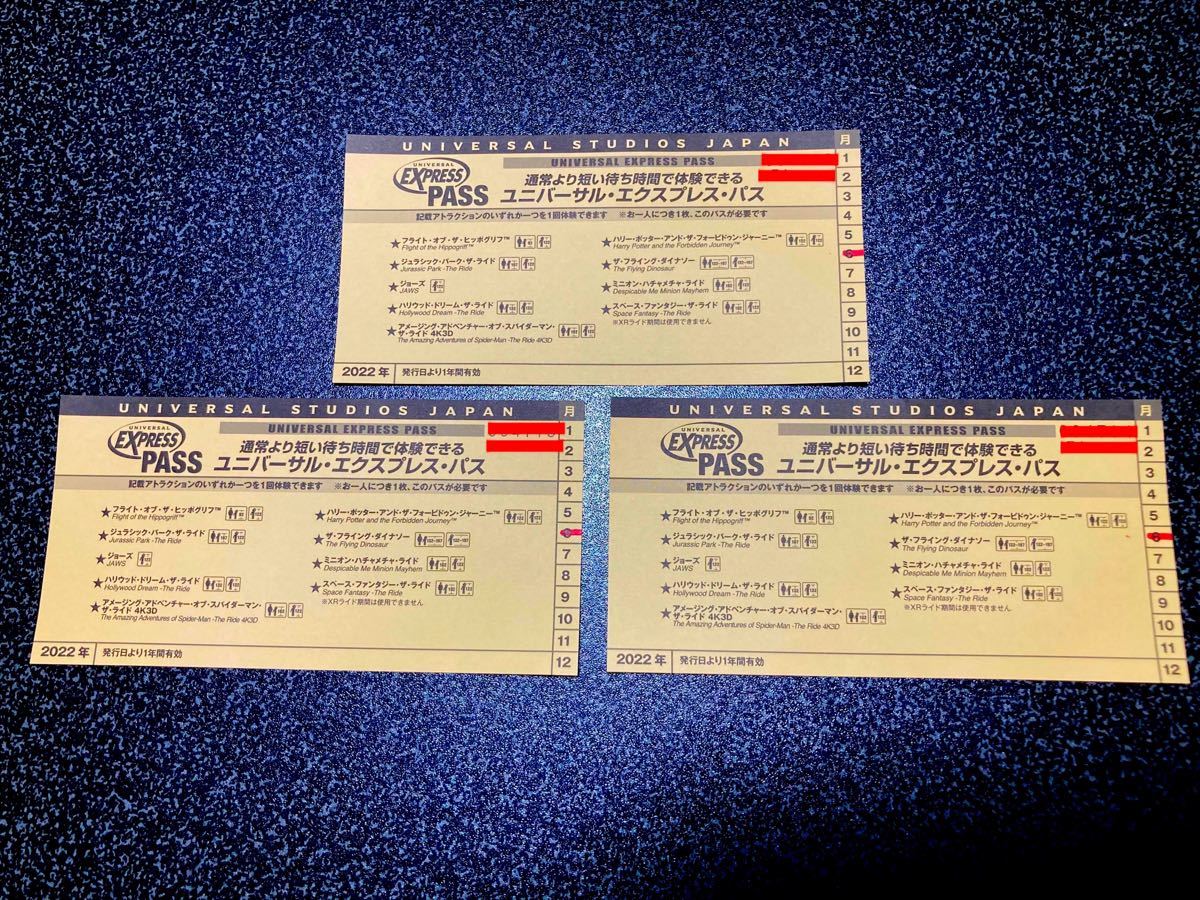 UNIVERSAL STUDIOS JAPAN
月
UNIVERSAL EXPRESS PASS
UNIVERSAL
EXPRESS
PASS
通常より短い待ち時間で体験できる
ユニバーサル・エクスプレス・パス
記載アトラクションのいずれか一つを1回体験できます ※お一人につき1枚、このパスが必要です
★フライト・オブ・ザ・ヒッポグリフ™
Flight of the Hippogriff™
★ジュラシック・パーク・ザ・ライド
Jurassic Park -The Ride
★ジョーズ
JAWS
★ハリウッド・ドリーム・ザ・ライド
Hollywood Dream -The Ride
★アメージング・アドベンチャー・オブ・スパイダーマン・
ザ・ライド 4K3D
The Amazing Adventures of Spider-Man -The Ride 4K3D
★ハリー・ポッター・アンド・ザ・フォービドゥン・ジャーニー™
Harry Potter and the Forbidden Journey™
★ザ・フライング・ダイナソー
The Flying Dinosaur
★ミニオン・ハチャメチャ・ライド
Despicable Me Minion Mayhem
★スペース・ファンタジー・ザ・ライド
Space Fantasy -The Ride
※XRライド期間は使用できません
1
2
3
4
5
6
7
8
9
10
11
12
2022年 発行日より1年間有効
UNIVERSAL STUDIOS JAPAN
月
UNIVERSAL EXPRESS PASS
UNIVERSAL
EXPRESS
PASS
通常より短い待ち時間で体験できる
ユニバーサル・エクスプレス・パス
記載アトラクションのいずれか一つを1回体験できます ※お一人につき1枚、このパスが必要です
★フライト・オブ・ザ・ヒッポグリフ™
Flight of the Hippogriff™
★ジュラシック・パーク・ザ・ライド
Jurassic Park -The Ride
★ジョーズ
JAWS
★ハリウッド・ドリーム・ザ・ライド
Hollywood Dream -The Ride
★アメージング・アドベンチャー・オブ・スパイダーマン・
ザ・ライド 4K3D
The Amazing Adventures of Spider-Man -The Ride 4K3D
★ハリー・ポッター・アンド・ザ・フォービドゥン・ジャーニー™
Harry Potter and the Forbidden Journey™
★ザ・フライング・ダイナソー
The Flying Dinosaur
★ミニオン・ハチャメチャ・ライド
Despicable Me Minion Mayhem
★スペース・ファンタジー・ザ・ライド
Space Fantasy -The Ride
※XRライド期間は使用できません
1
2
3
4
5
6
7
8
9
10
11
12
2022年 発行日より1年間有効
UNIVERSAL STUDIOS JAPAN
月
UNIVERSAL EXPRESS PASS
UNIVERSAL
EXPRESS
PASS
通常より短い待ち時間で体験できる
ユニバーサル・エクスプレス・パス
記載アトラクションのいずれか一つを1回体験できます ※お一人につき1枚、このパスが必要です
★フライト・オブ・ザ・ヒッポグリフ™
Flight of the Hippogriff™
★ジュラシック・パーク・ザ・ライド
Jurassic Park -The Ride
★ジョーズ
JAWS
★ハリウッド・ドリーム・ザ・ライド
Hollywood Dream -The Ride
★アメージング・アドベンチャー・オブ・スパイダーマン・
ザ・ライド 4K3D
The Amazing Adventures of Spider-Man -The Ride 4K3D
★ハリー・ポッター・アンド・ザ・フォービドゥン・ジャーニー™
Harry Potter and the Forbidden Journey™
★ザ・フライング・ダイナソー
The Flying Dinosaur
★ミニオン・ハチャメチャ・ライド
Despicable Me Minion Mayhem
★スペース・ファンタジー・ザ・ライド
Space Fantasy -The Ride
※XRライド期間は使用できません
1
2
3
4
5
6
7
8
9
10
11
12
2022年 発行日より1年間有効